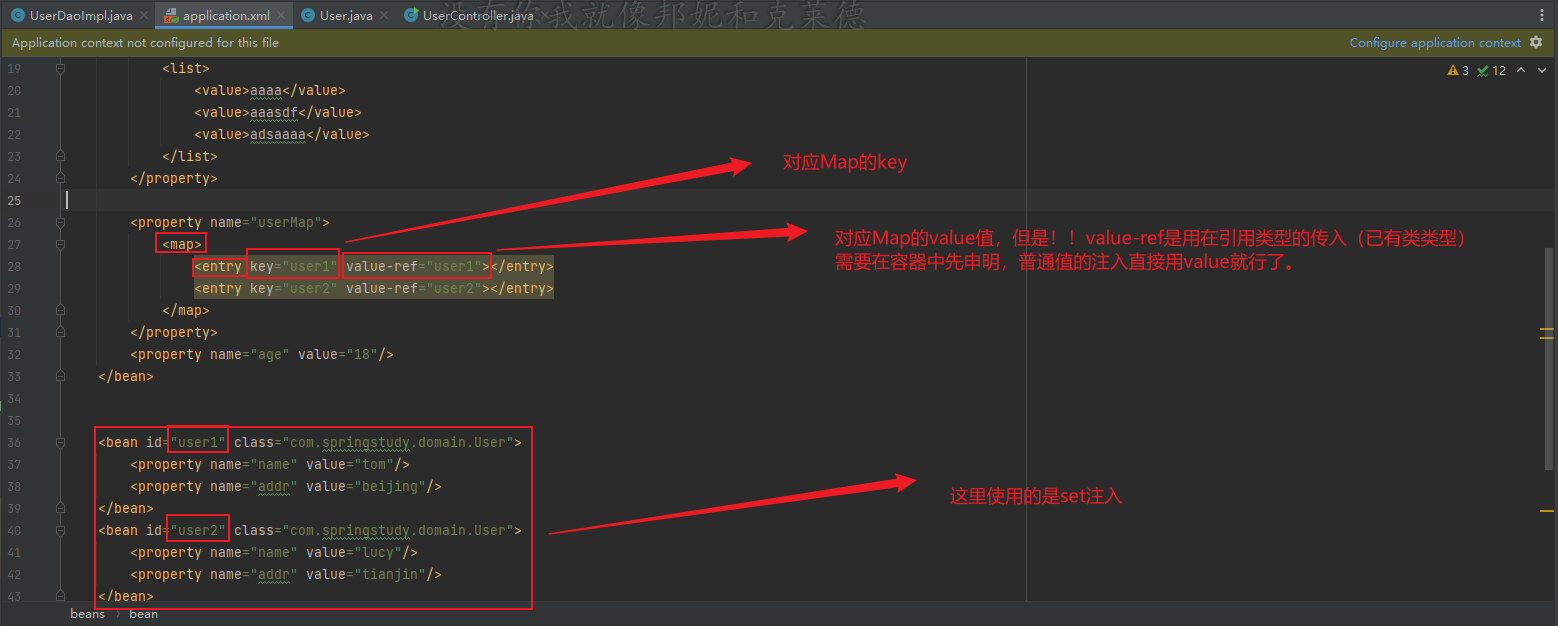 UserDaoImpl.java application.xml User.java UserController.java
没有你我就像邦妮和克莱德
Application context not configured for this file Configure application context
3 12
19 <list>
20 <value>aaaa</value>
21 <value>aaasdf</value>
22 <value>adsaaaa</value>
23 </list>
24 </property>
25
26 <property name="userMap">
27 <map>
28 <entry key="user1" value-ref="user1"></entry>
29 <entry key="user2" value-ref="user2"></entry>
30 </map>
31 </property>
32 <property name="age" value="18"/>
33 </bean>
34
35
36 <bean id="user1" class="com.springstudy.domain.User">
37 <property name="name" value="tom"/>
38 <property name="addr" value="beijing"/>
39 </bean>
40 <bean id="user2" class="com.springstudy.domain.User">
41 <property name="name" value="lucy"/>
42 <property name="addr" value="tianjin"/>
43 </bean>
对应Map的key
对应Map的value值，但是！！value-ref是用在引用类型的传入（已有类类型）
需要在容器中先申明，普通值的注入直接用value就行了。
这里使用的是set注入
beans › bean